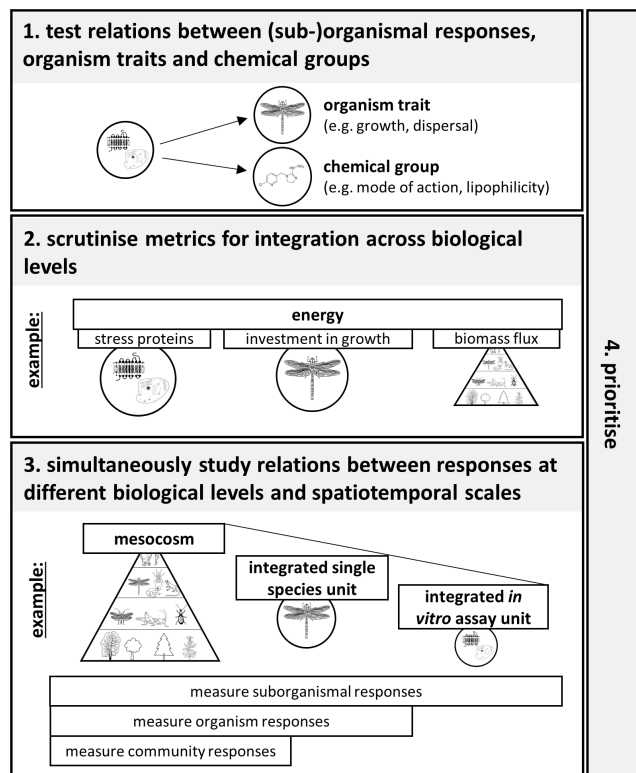 1. test relations between (sub-)organismal responses,
organism traits and chemical groups
organism trait
(e.g. growth, dispersal)
chemical group
(e.g. mode of action, lipophilicity)
2. scrutinise metrics for integration across biological
levels
example:
energy
stress proteins
investment in growth
biomass flux
3. simultaneously study relations between responses at
different biological levels and spatiotemporal scales
example:
mesocosm
integrated single
species unit
integrated in
vitro assay unit
measure suborganismal responses
measure organism responses
measure community responses
4. prioritise